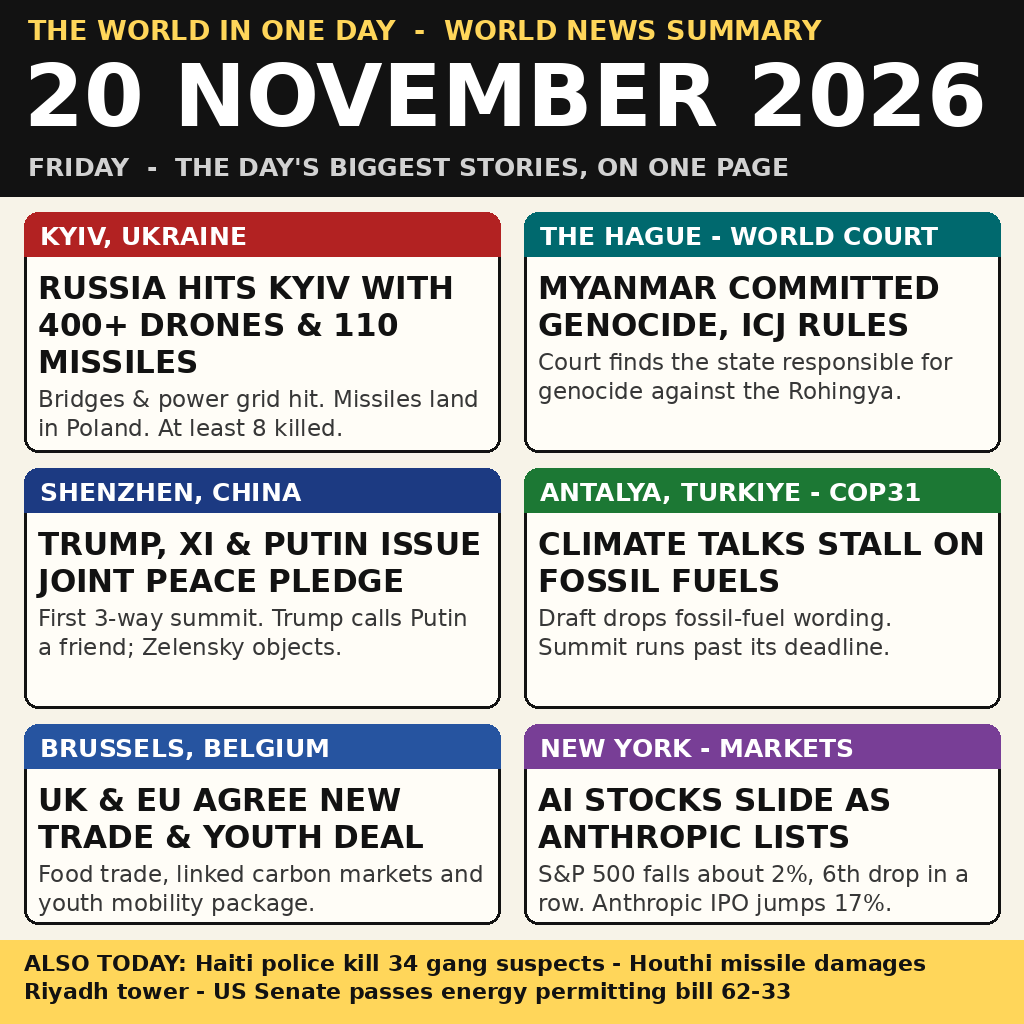 THE WORLD IN ONE DAY - WORLD NEWS SUMMARY
20 NOVEMBER 2026
FRIDAY - THE DAY'S BIGGEST STORIES, ON ONE PAGE
KYIV, UKRAINE
RUSSIA HITS KYIV WITH
400+ DRONES & 110
MISSILES
Bridges & power grid hit. Missiles land
in Poland. At least 8 killed.
THE HAGUE - WORLD COURT
MYANMAR COMMITTED
GENOCIDE, ICJ RULES
Court finds the state responsible for
genocide against the Rohingya.
SHENZHEN, CHINA
TRUMP, XI & PUTIN ISSUE
JOINT PEACE PLEDGE
First 3-way summit. Trump calls Putin
a friend; Zelensky objects.
ANTALYA, TURKIYE - COP31
CLIMATE TALKS STALL ON
FOSSIL FUELS
Draft drops fossil-fuel wording.
Summit runs past its deadline.
BRUSSELS, BELGIUM
UK & EU AGREE NEW
TRADE & YOUTH DEAL
Food trade, linked carbon markets and
youth mobility package.
NEW YORK - MARKETS
AI STOCKS SLIDE AS
ANTHROPIC LISTS
S&P 500 falls about 2%, 6th drop in a
row. Anthropic IPO jumps 17%.
ALSO TODAY: Haiti police kill 34 gang suspects - Houthi missile damages
Riyadh tower - US Senate passes energy permitting bill 62-33